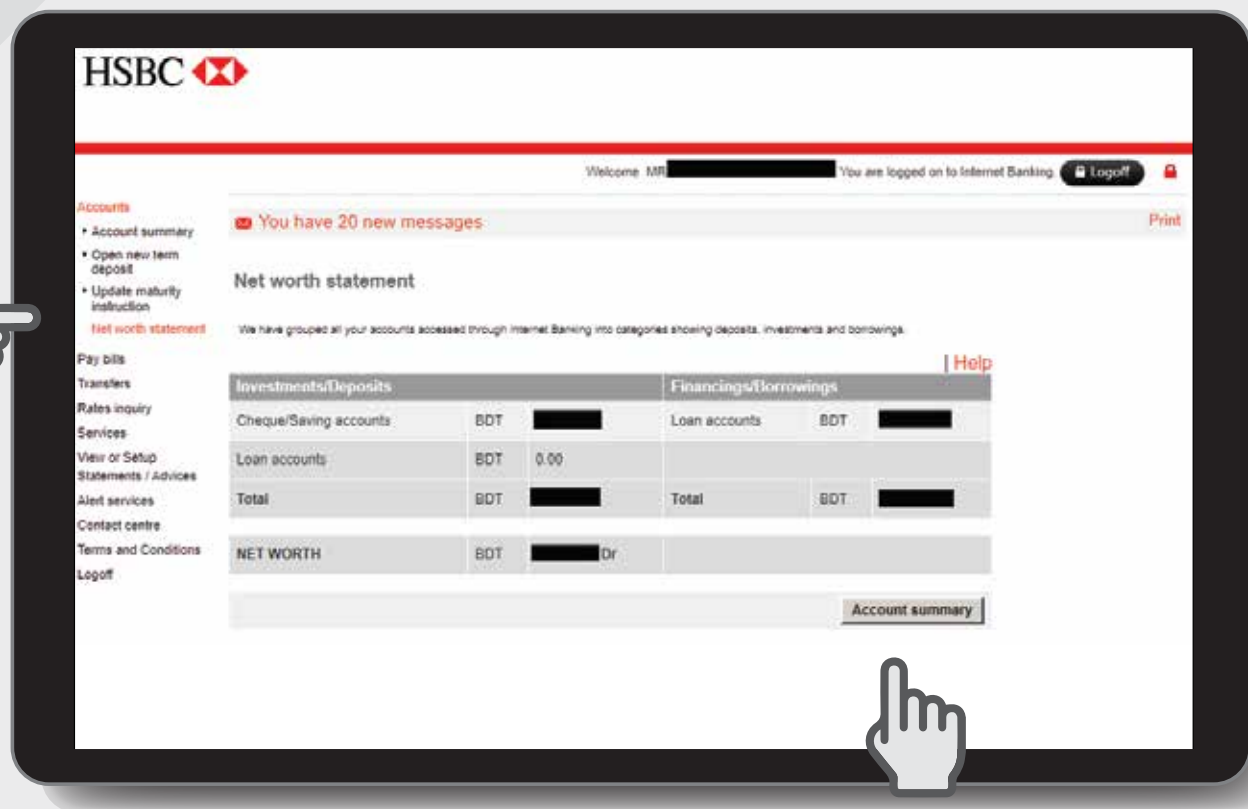 HSBC
Welcome MR You are logged on to Internet Banking Logoff
Accounts
Account summary
Open new term
deposit
Update maturity
instruction
Net worth statement
Pay bills
Transfers
Rates inquiry
Services
View or Setup
Statements / Advices
Alert services
Contact centre
Terms and Conditions
Logoff
You have 20 new messages Print
Net worth statement
We have grouped all your accounts accessed through Internet Banking into categories showing deposits, investments and borrowings.
| Help
Investments/Deposits Financings/Borrowings
Cheque/Saving accounts BDT Loan accounts BDT
Loan accounts BDT 0.00
Total BDT Total BDT
NET WORTH BDT Dr
Account summary